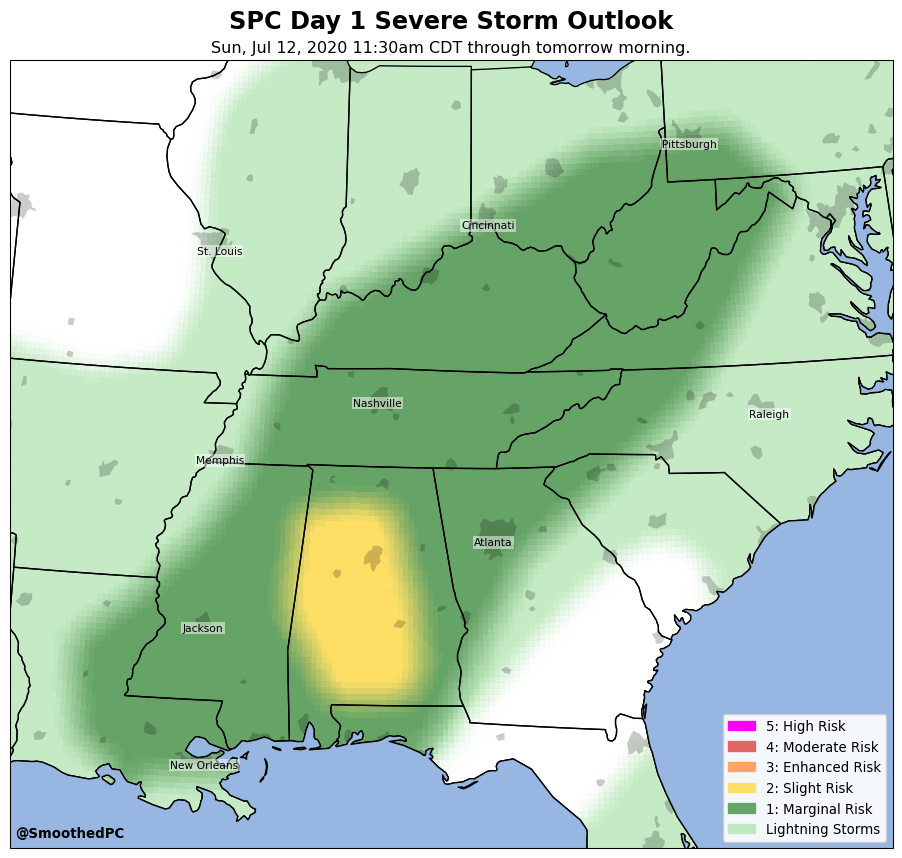 SPC Day 1 Severe Storm Outlook
Sun, Jul 12, 2020 11:30am CDT through tomorrow morning.
Pittsburgh
Cincinnati
St. Louis
Nashville
Raleigh
Memphis
Atlanta
Jackson
New Orleans
5: High Risk
4: Moderate Risk
3: Enhanced Risk
2: Slight Risk
1: Marginal Risk
Lightning Storms
@SmoothedPC